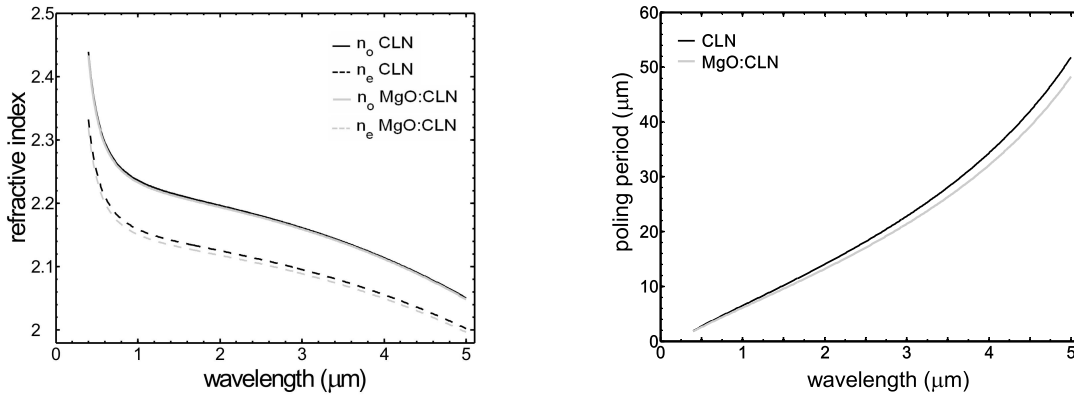 2.5
2.4
2.3
2.2
2.1
2
refractive index
n_o CLN
n_e CLN
n_o MgO:CLN
n_e MgO:CLN
0 1 2 3 4 5
wavelength (μm)
60
50
40
30
20
10
0
poling period (μm)
CLN
MgO:CLN
0 1 2 3 4 5
wavelength (μm)